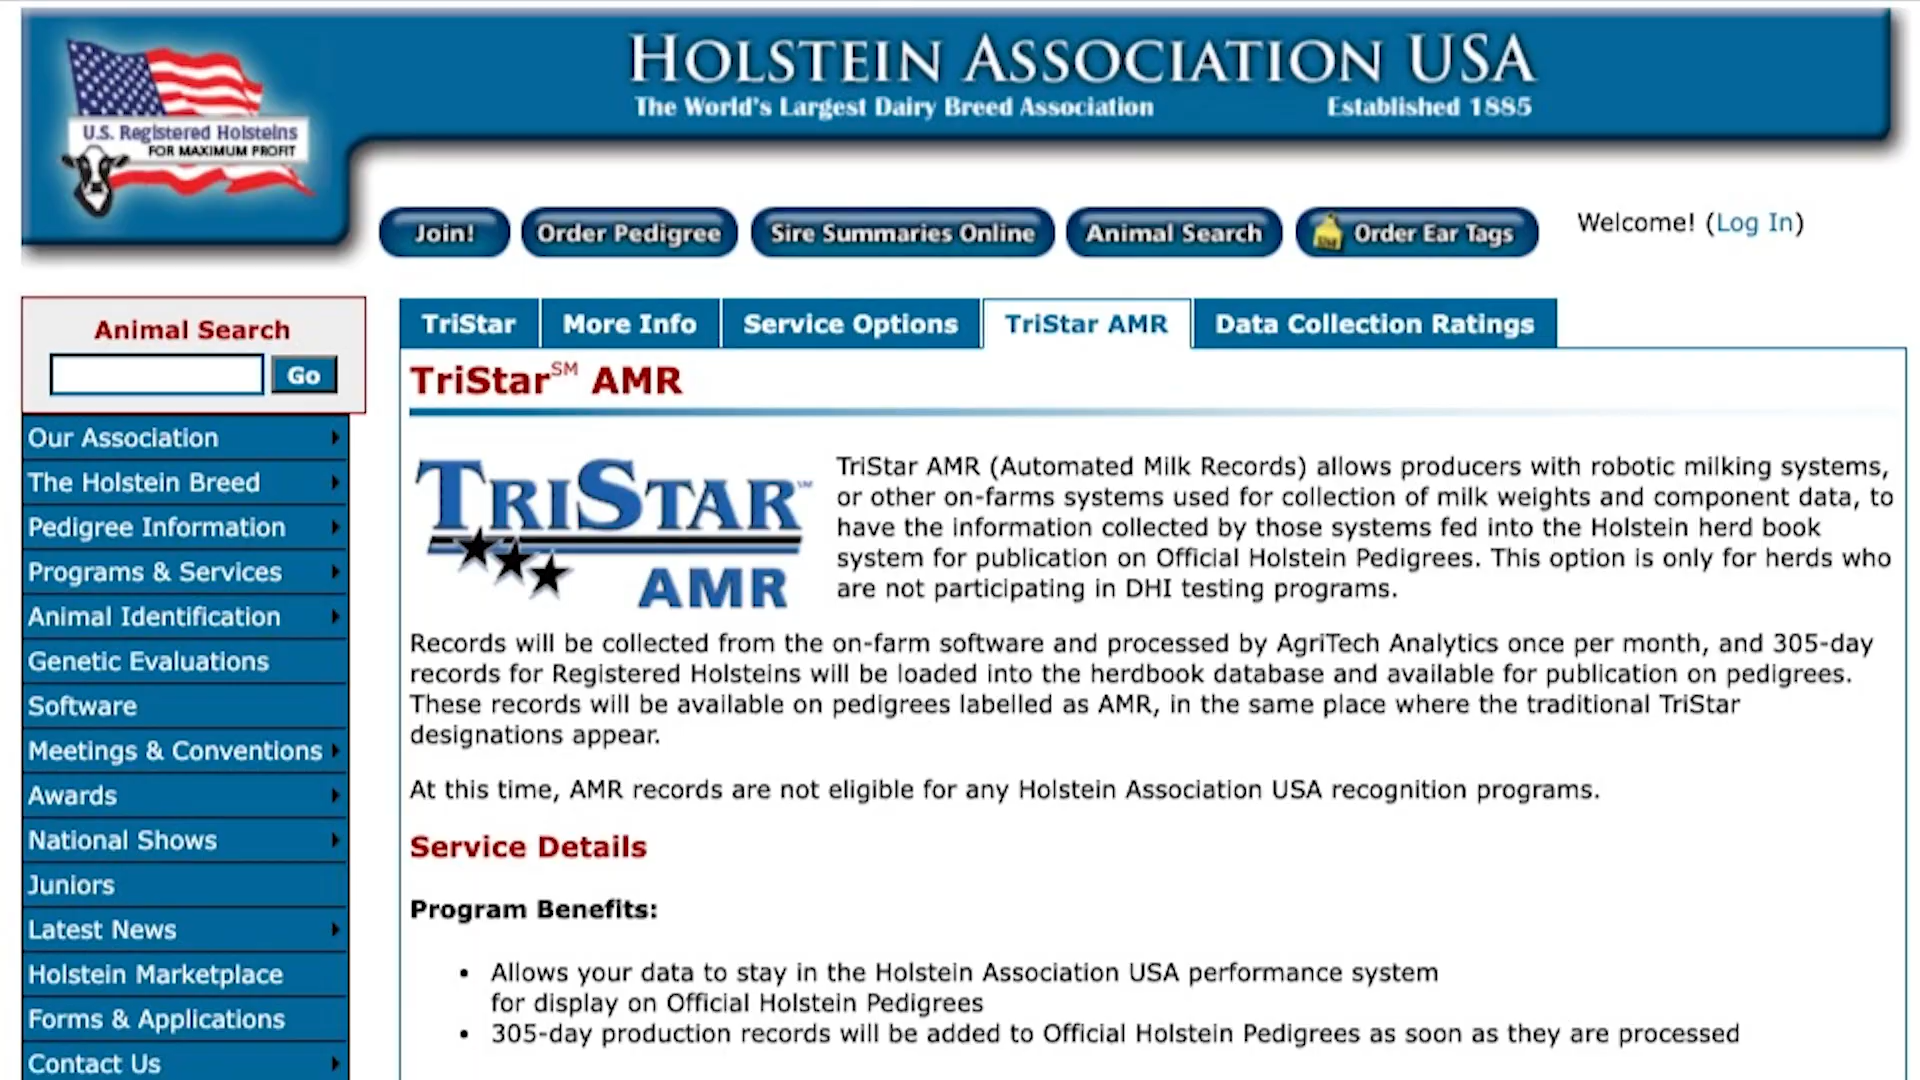 HOLSTEIN ASSOCIATION USA
The World's Largest Dairy Breed Association
Established 1885
U.S. Registered Holsteins
FOR MAXIMUM PROFIT
Join!
Order Pedigree
Sire Summaries Online
Animal Search
Order Ear Tags
Welcome! (Log In)
Animal Search
Go
Our Association
The Holstein Breed
Pedigree Information
Programs & Services
Animal Identification
Genetic Evaluations
Software
Meetings & Conventions
Awards
National Shows
Juniors
Latest News
Holstein Marketplace
Forms & Applications
Contact Us
TriStar
More Info
Service Options
TriStar AMR
Data Collection Ratings
TriStar℠ AMR
TRISTAR℠
AMR
TriStar AMR (Automated Milk Records) allows producers with robotic milking systems,
or other on-farms systems used for collection of milk weights and component data, to
have the information collected by those systems fed into the Holstein herd book
system for publication on Official Holstein Pedigrees. This option is only for herds who
are not participating in DHI testing programs.
Records will be collected from the on-farm software and processed by AgriTech Analytics once per month, and 305-day
records for Registered Holsteins will be loaded into the herdbook database and available for publication on pedigrees.
These records will be available on pedigrees labelled as AMR, in the same place where the traditional TriStar
designations appear.
At this time, AMR records are not eligible for any Holstein Association USA recognition programs.
Service Details
Program Benefits:
• Allows your data to stay in the Holstein Association USA performance system
for display on Official Holstein Pedigrees
• 305-day production records will be added to Official Holstein Pedigrees as soon as they are processed